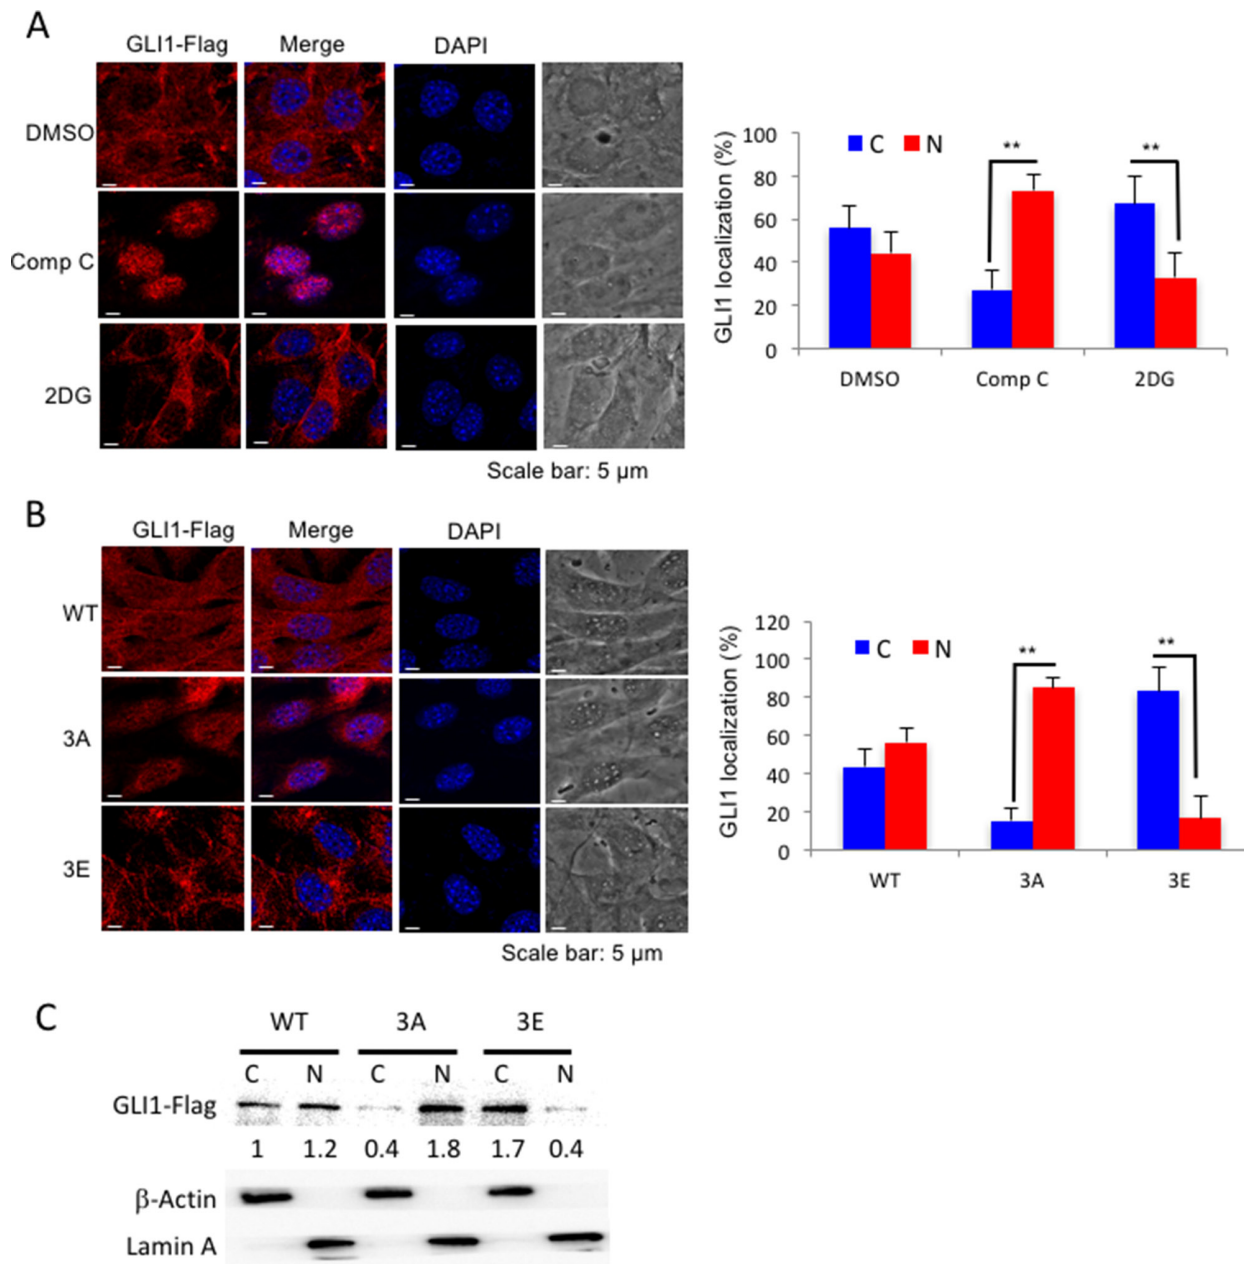 A
GLI1-Flag Merge DAPI
DMSO
Comp C
2DG
Scale bar: 5 µm
GLI1 localization (%)
100
80
60
40
20
0
C N
** **
DMSO Comp C 2DG
B
GLI1-Flag Merge DAPI
WT
3A
3E
Scale bar: 5 µm
GLI1 localization (%)
120
100
80
60
40
20
0
C N
** **
WT 3A 3E
C
WT 3A 3E
C N C N C N
GLI1-Flag
1 1.2 0.4 1.8 1.7 0.4
β-Actin
Lamin A